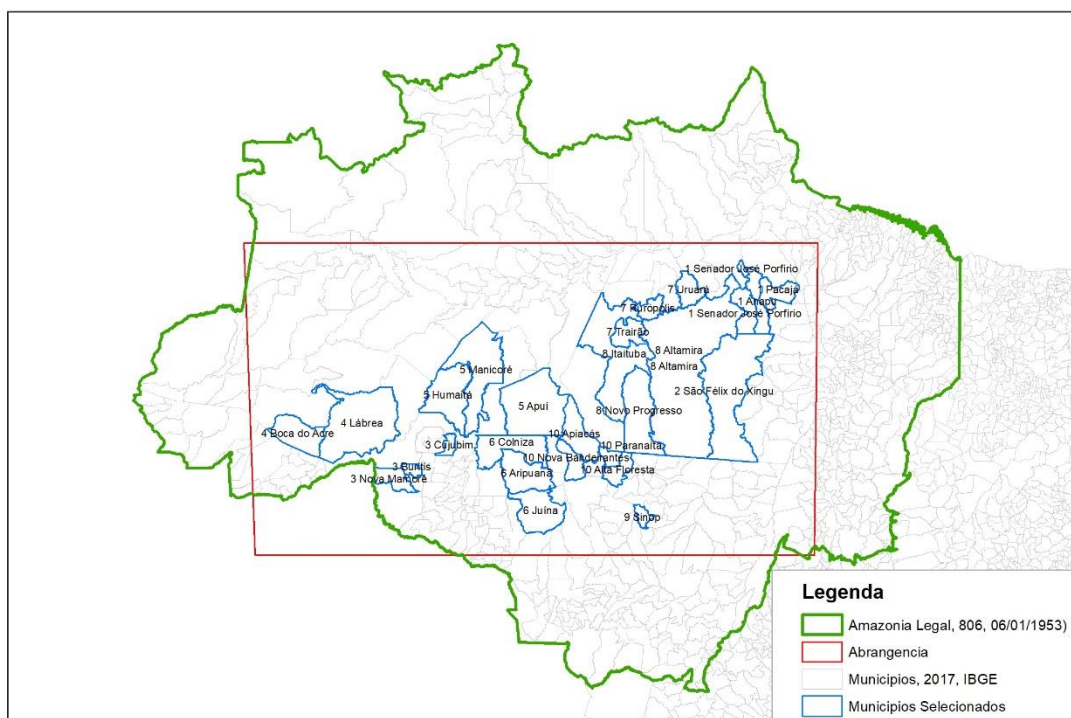 1 Senador José Porfírio
7 Uruará
1 Pacajá
1 Anapu
7 Rurópolis
1 Senador José Porfírio
7 Trairão
8 Itaituba
8 Altamira
8 Altamira
5 Manicoré
2 São Félix do Xingu
5 Humaitá
5 Apuí
8 Novo Progresso
4 Lábrea
4 Boca do Acre
10 Apiacás
3 Cujubim
6 Colniza
10 Paranaíta
10 Nova Bandeirantes
3 Buritis
6 Aripuanã
10 Alta Floresta
3 Nova Mamoré
6 Juína
9 Sinop
Legenda
Amazonia Legal, 806, 06/01/1953)
Abrangencia
Municípios, 2017, IBGE
Municipios Selecionados